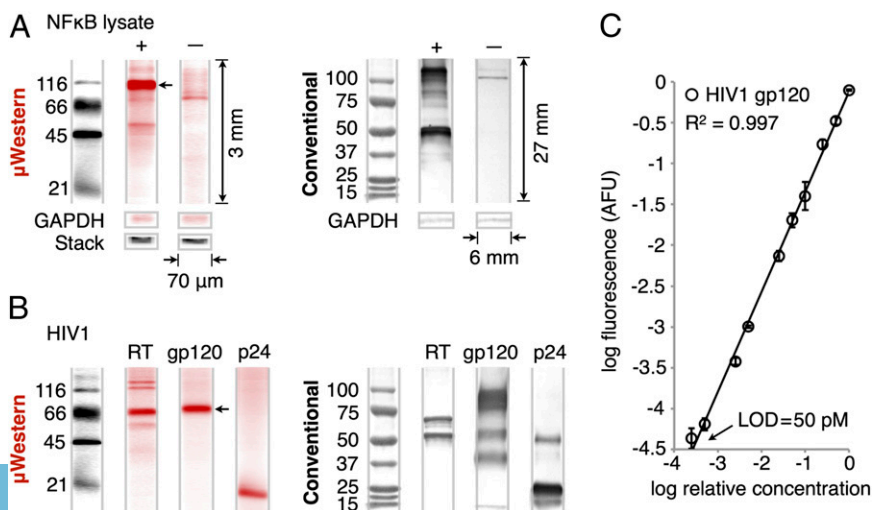 A
NFκB lysate
+
−
μWestern
116
66
45
21
3 mm
GAPDH
Stack
70 μm
Conventional
+
−
100
75
50
37
25
15
27 mm
GAPDH
6 mm
B
HIV1
RT gp120 p24
μWestern
116
66
45
21
Conventional
RT gp120 p24
100
75
50
37
25
15
C
HIV1 gp120
R² = 0.997
log fluorescence (AFU)
0
-0.5
-1
-1.5
-2
-2.5
-3
-3.5
-4
-4.5
LOD=50 pM
-4 -3 -2 -1 0
log relative concentration